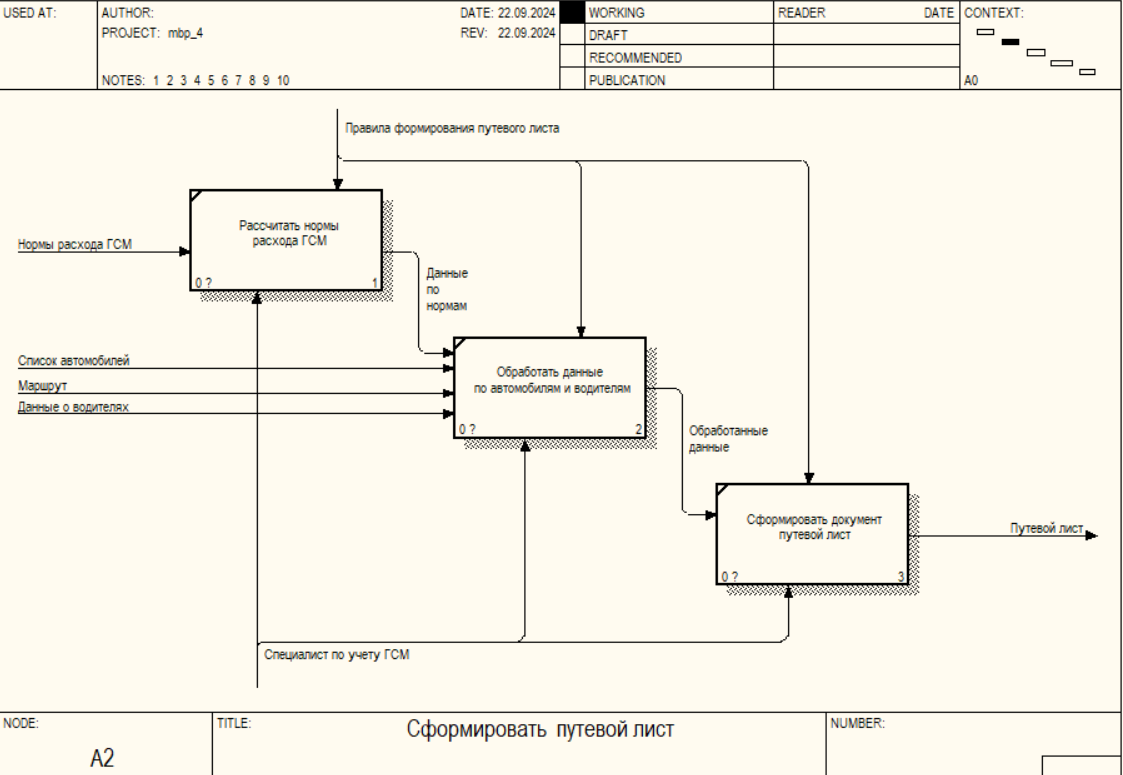 USED AT:
AUTHOR:
DATE: 22.09.2024
WORKING
READER
DATE
CONTEXT:
PROJECT: mbp_4
REV: 22.09.2024
DRAFT
RECOMMENDED
NOTES: 1 2 3 4 5 6 7 8 9 10
PUBLICATION
A0
Правила формирования путевого листа
Рассчитать нормы
расхода ГСМ
0 ?
1
Нормы расхода ГСМ
Данные
по
нормам
Список автомобилей
Маршрут
Данные о водителях
Обработать данные
по автомобилям и водителям
0 ?
2
Обработанные
данные
Сформировать документ
путевой лист
0 ?
3
Путевой лист
Специалист по учету ГСМ
NODE:
A2
TITLE:
Сформировать путевой лист
NUMBER: